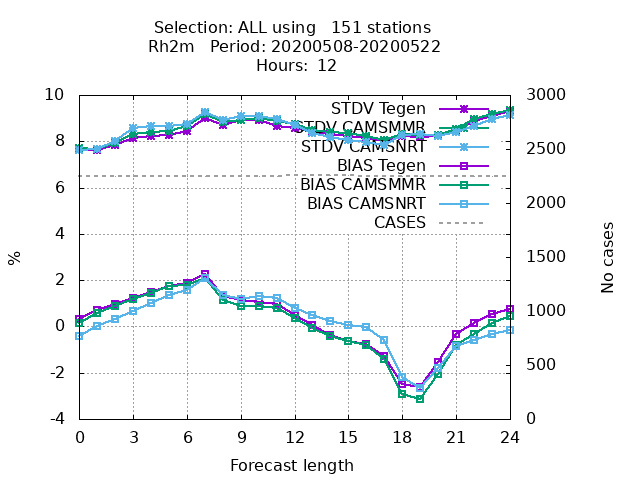 Selection: ALL using   151 stations
Rh2m   Period: 20200508-20200522
Hours: 12
10
8
6
4
2
0
-2
-4
%
3000
2500
2000
1500
1000
500
0
No cases
STDV Tegen
STDV CAMSMMR
STDV CAMSNRT
BIAS Tegen
BIAS CAMSMMR
BIAS CAMSNRT
CASES
0 3 6 9 12 15 18 21 24
Forecast length